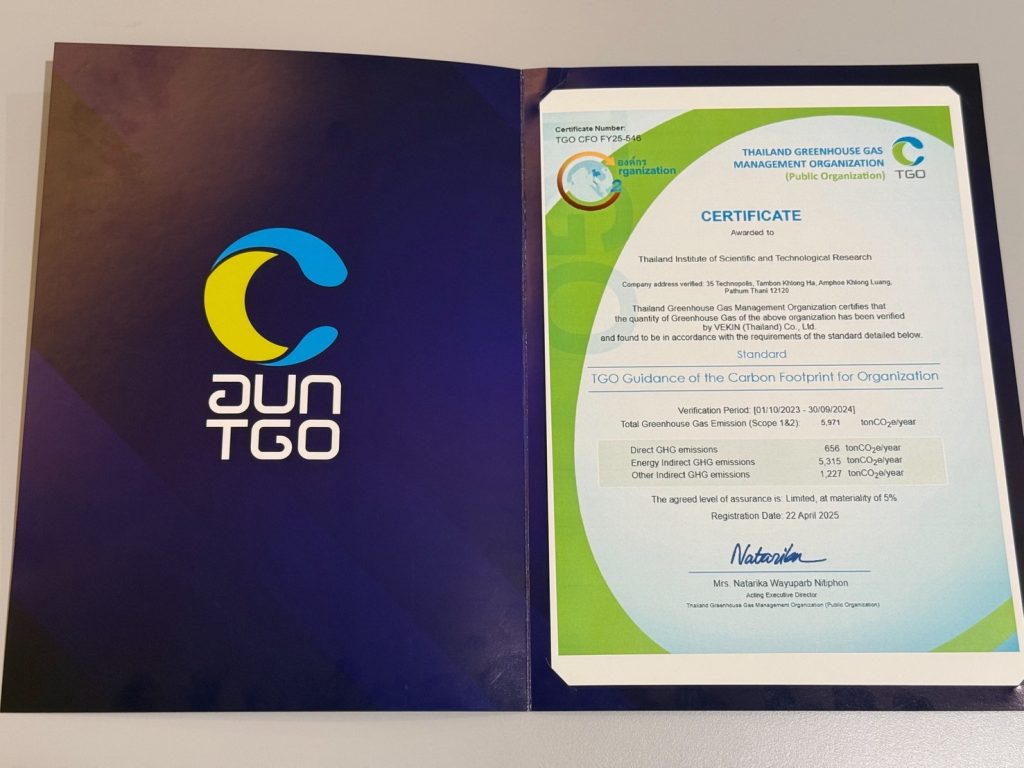 อบก
TGO
Certificate Number:
TGO CFO FY25-546
องค์กร
rganization
2
THAILAND GREENHOUSE GAS
MANAGEMENT ORGANIZATION
(Public Organization)
TGO
CERTIFICATE
Awarded to
Thailand Institute of Scientific and Technological Research
Company address verified: 35 Technopolis, Tambon Khlong Ha, Amphoe Khlong Luang,
Pathum Thani 12120
Thailand Greenhouse Gas Management Organization certifies that
the quantity of Greenhouse Gas of the above organization has been verified
by VEKIN (Thailand) Co., Ltd.
and found to be in accordance with the requirements of the standard detailed below.
Standard
TGO Guidance of the Carbon Footprint for Organization
Verification Period: [01/10/2023 - 30/09/2024]
Total Greenhouse Gas Emission (Scope 1&2): 5,971 tonCO₂e/year
Direct GHG emissions 656 tonCO₂e/year
Energy Indirect GHG emissions 5,315 tonCO₂e/year
Other Indirect GHG emissions 1,227 tonCO₂e/year
The agreed level of assurance is: Limited, at materiality of 5%
Registration Date: 22 April 2025
Natarika
Mrs. Natarika Wayuparb Nitiphon
Acting Executive Director
Thailand Greenhouse Gas Management Organization (Public Organization)